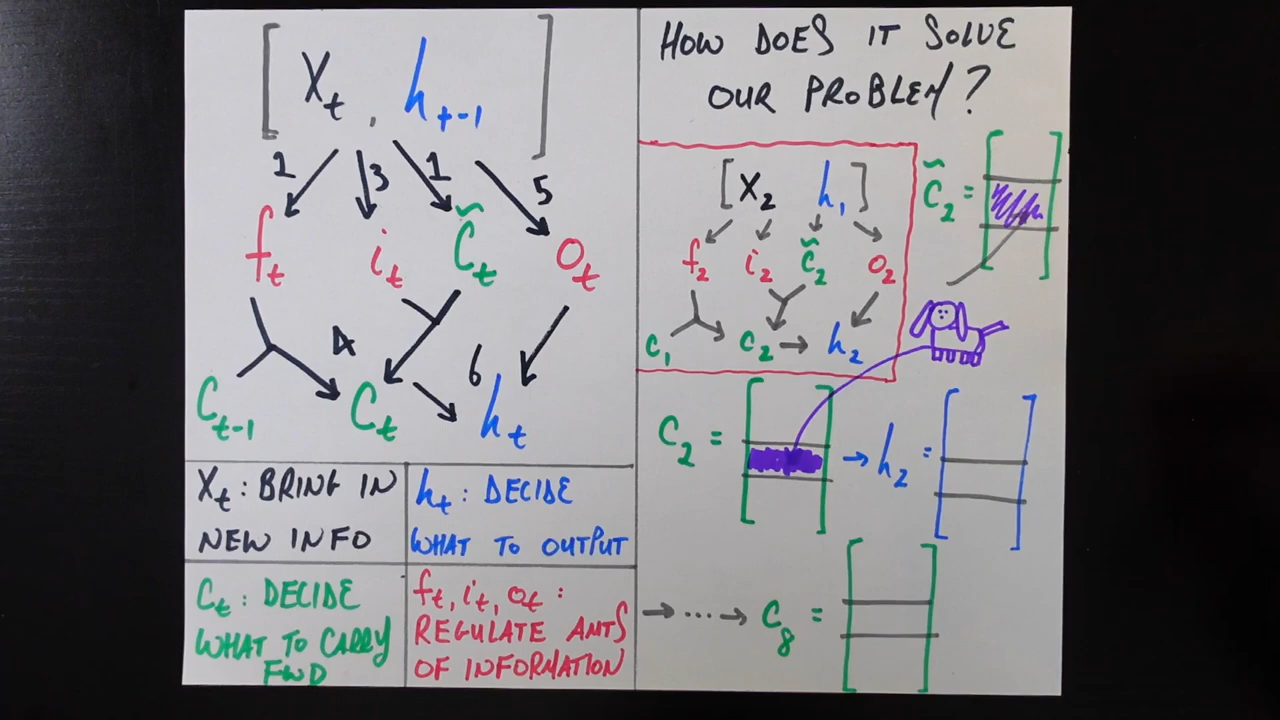 [ Xt , ht-1 ]
1 3 1 5
ft it C̃t Ot
4 6
Ct-1 Ct ht
Xt : BRING IN
NEW INFO
ht : DECIDE
WHAT TO OUTPUT
Ct : DECIDE
WHAT TO CARRY
FWD
ft, it, ot :
REGULATE AMTS
OF INFORMATION
HOW DOES IT SOLVE
OUR PROBLEM?
[ X2 h1 ]
f2 i2 C̃2 O2
C1 C2 → h2
C̃2 =
C2 = → h2 =
→ ... → C8 =